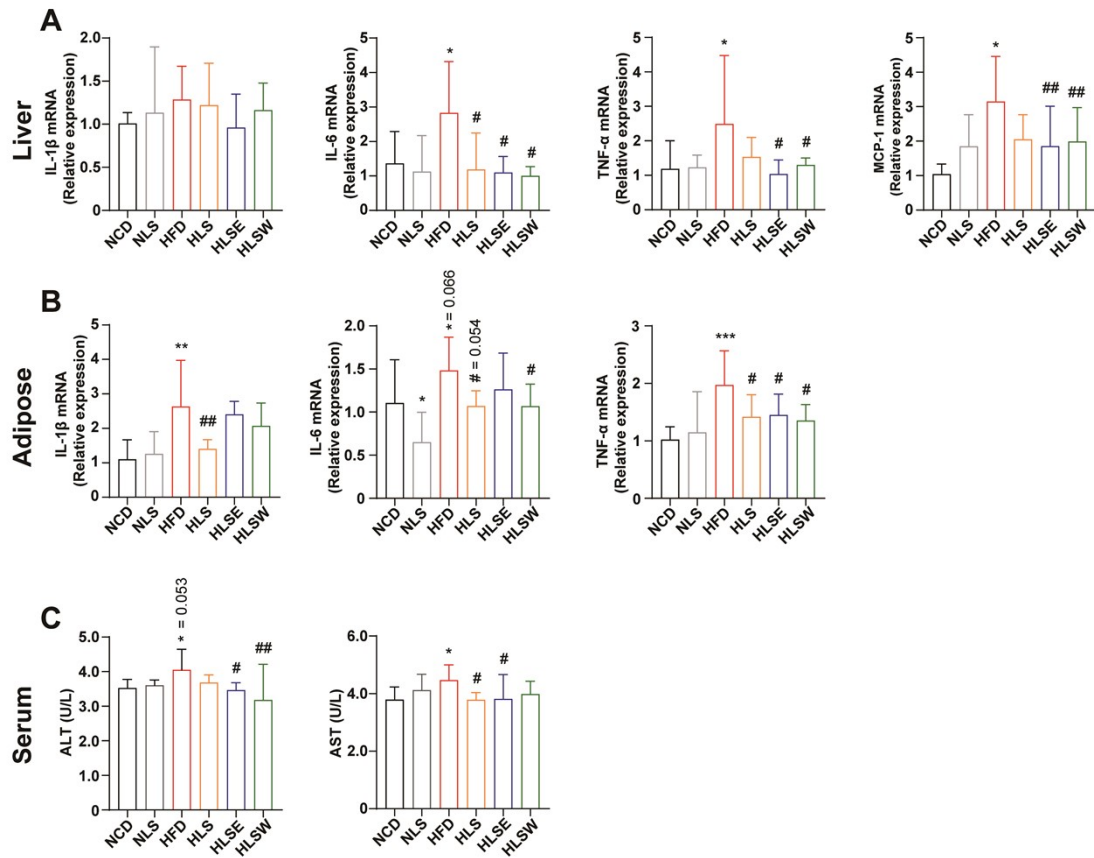 A
Liver
IL-1β mRNA
(Relative expression)
2.0
1.5
1.0
0.5
0
NCD
NLS
HFD
HLS
HLSE
HLSW
IL-6 mRNA
(Relative expression)
5
4
3
2
1
0
*
#
#
#
NCD
NLS
HFD
HLS
HLSE
HLSW
TNF-α mRNA
(Relative expression)
5
4
3
2
1
0
*
#
#
NCD
NLS
HFD
HLS
HLSE
HLSW
MCP-1 mRNA
(Relative expression)
5
4
3
2
1
0
*
##
##
NCD
NLS
HFD
HLS
HLSE
HLSW
B
Adipose
IL-1β mRNA
(Relative expression)
5
4
3
2
1
0
**
##
NCD
NLS
HFD
HLS
HLSE
HLSW
IL-6 mRNA
(Relative expression)
2.0
1.5
1.0
0.5
0
*
* = 0.066
# = 0.054
#
NCD
NLS
HFD
HLS
HLSE
HLSW
TNF-α mRNA
(Relative expression)
3
2
1
0
***
#
#
#
NCD
NLS
HFD
HLS
HLSE
HLSW
C
Serum
ALT (U/L)
5.0
4.0
3.0
2.0
1.0
0
* = 0.053
#
##
NCD
NLS
HFD
HLS
HLSE
HLSW
AST (U/L)
6.0
4.0
2.0
0
*
#
#
NCD
NLS
HFD
HLS
HLSE
HLSW